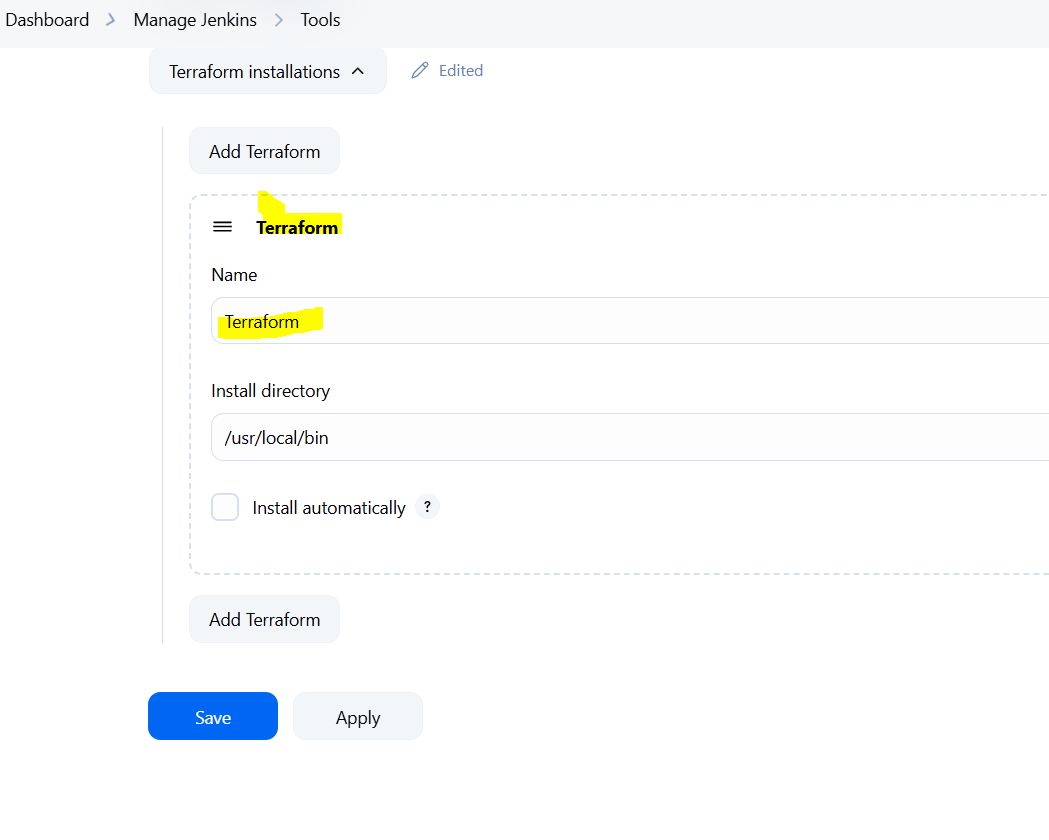 Dashboard > Manage Jenkins > Tools
Terraform installations Edited
Add Terraform
Terraform
Name
Terraform
Install directory
/usr/local/bin
Install automatically ?
Add Terraform
Save Apply